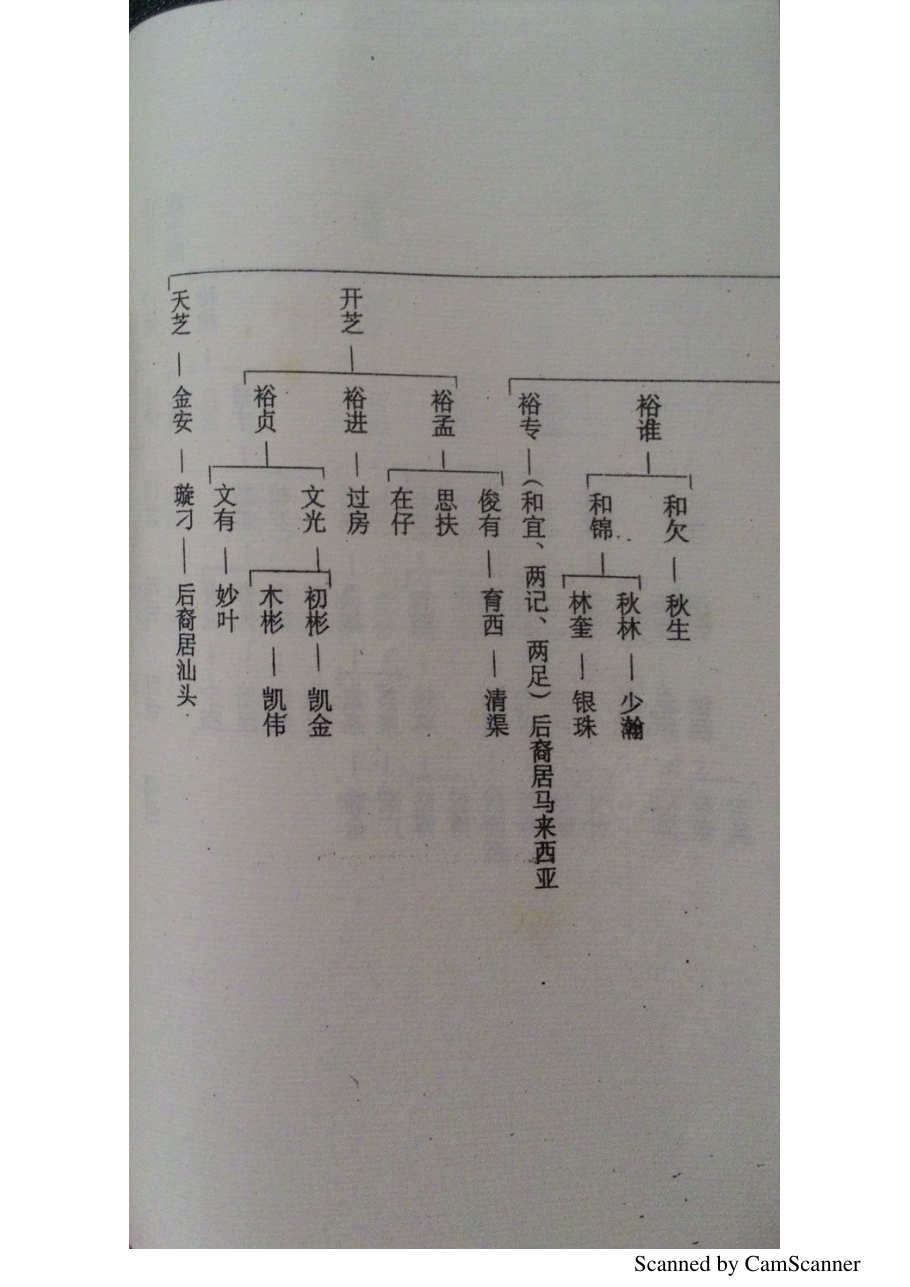 裕谁
和欠
秋生
和锦
秋林
少瀚
林奎
银珠
裕专
(和宜、两记、两足)后裔居马来西亚
开芝
裕孟
俊有
育西
清渠
思扶
在仔
裕进
过房
裕贞
文光
初彬
凯金
木彬
凯伟
文有
妙叶
天芝
金安
璇刁
后裔居汕头
Scanned by CamScanner